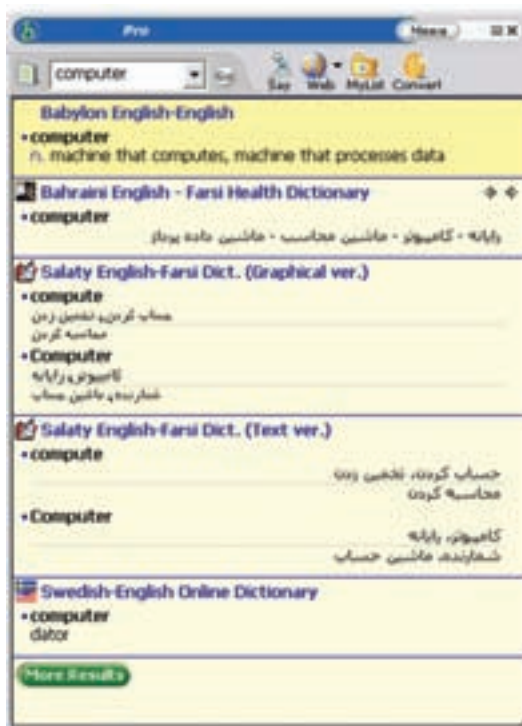 Pro Menu
computer Say Web MyList Convert
Babylon English-English
computer
n. machine that computes, machine that processes data
Bahraini English - Farsi Health Dictionary
computer
رایانه - کامپیوتر - ماشین محاسب - ماشین داده پرداز
Salaty English-Farsi Dict. (Graphical ver.)
compute
حساب کردن، تخمین زدن
محاسبه کردن
Computer
کامپیوتر، رایانه
شمارنده، ماشین حساب
Salaty English-Farsi Dict. (Text ver.)
compute
حساب کردن، تخمین زدن
محاسبه کردن
Computer
کامپیوتر، رایانه
شمارنده، ماشین حساب
Swedish-English Online Dictionary
computer
dator
More Results